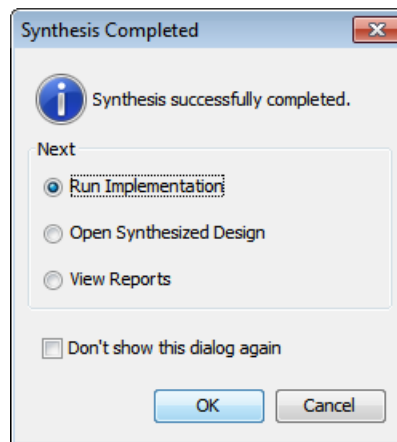 Synthesis Completed
Synthesis successfully completed.
Next
Run Implementation
Open Synthesized Design
View Reports
Don't show this dialog again
OK
Cancel